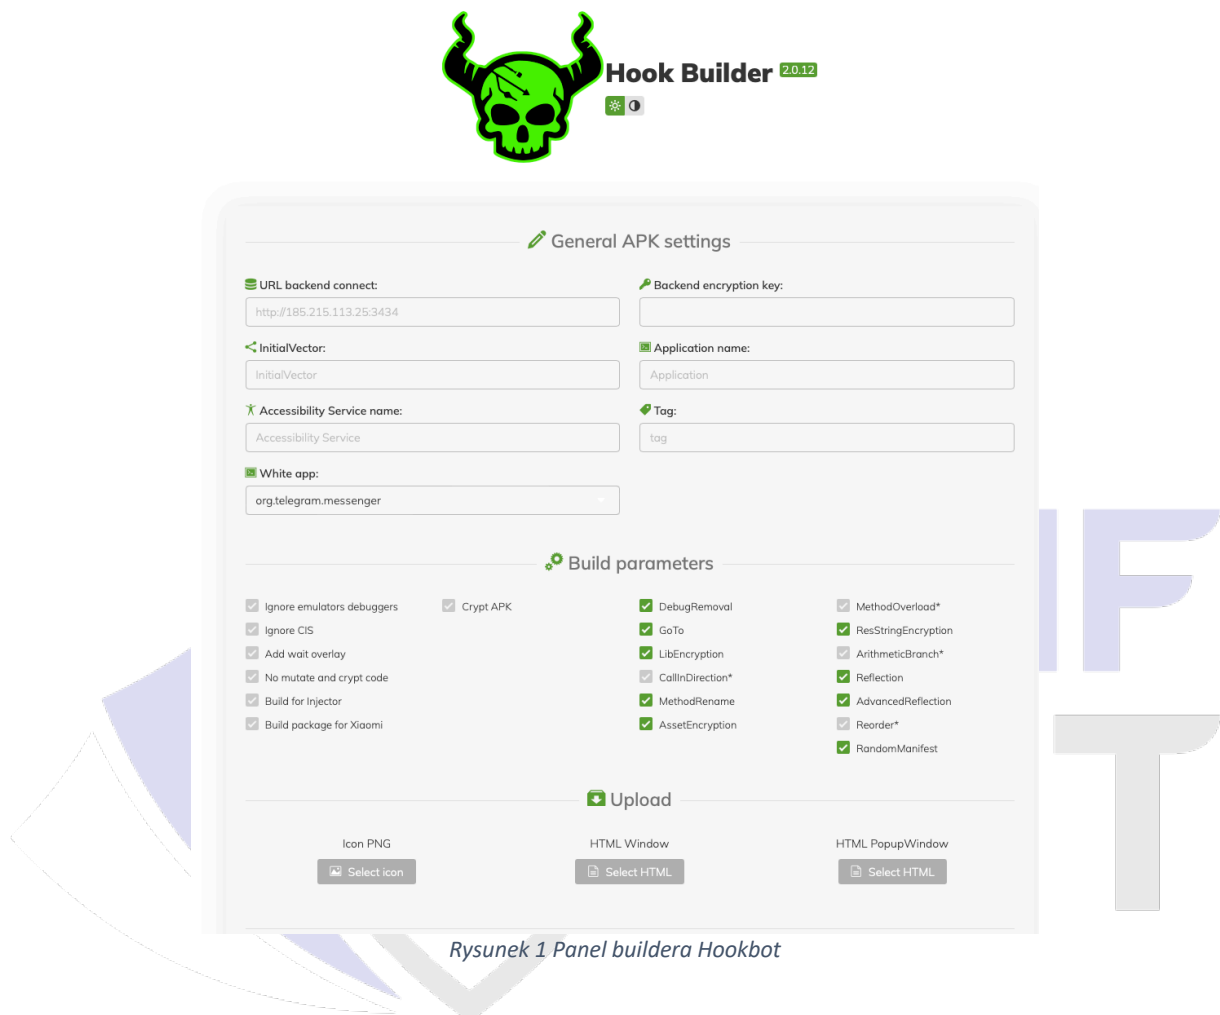 Hook Builder 2.0.12
General APK settings
URL backend connect:
Backend encryption key:
http://185.215.113.25:3434
InitialVector:
Application name:
InitialVector
Application
Accessibility Service name:
Tag:
Accessibility Service
tag
White app:
org.telegram.messenger
Build parameters
Ignore emulators debuggers
Crypt APK
DebugRemoval
MethodOverload*
Ignore CIS
GoTo
ResStringEncryption
Add wait overlay
LibEncryption
ArithmeticBranch*
No mutate and crypt code
CallInDirection*
Reflection
Build for Injector
MethodRename
AdvancedReflection
Build package for Xiaomi
AssetEncryption
Reorder*
RandomManifest
Upload
Icon PNG
HTML Window
HTML PopupWindow
Select icon
Select HTML
Select HTML
Rysunek 1 Panel buildera Hookbot